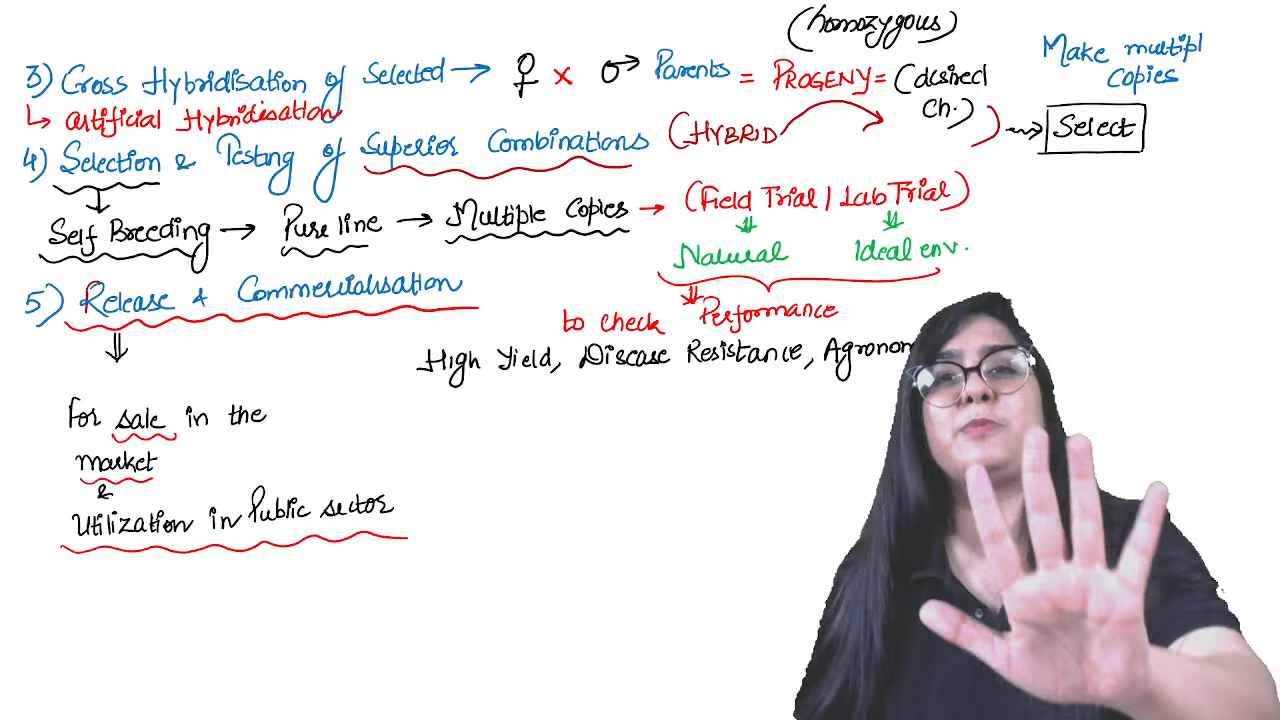 (homozygous)
Make multipl
copies
3) Cross Hybridisation of Selected → ♀ × ♂ Parents = PROGENY = (desired
ch.)
↳ artificial Hybridisation
(HYBRID
) ⇝ Select
4) Selection & Testing of Superior Combinations
Self Breeding → Pure line → Multiple Copies → (Field Trial / Lab Trial)
Natural
Ideal env.
5) Release & Commercialisation
to check Performance
High Yield, Disease Resistance, Agronom
For sale in the
market
&
Utilization in Public sector